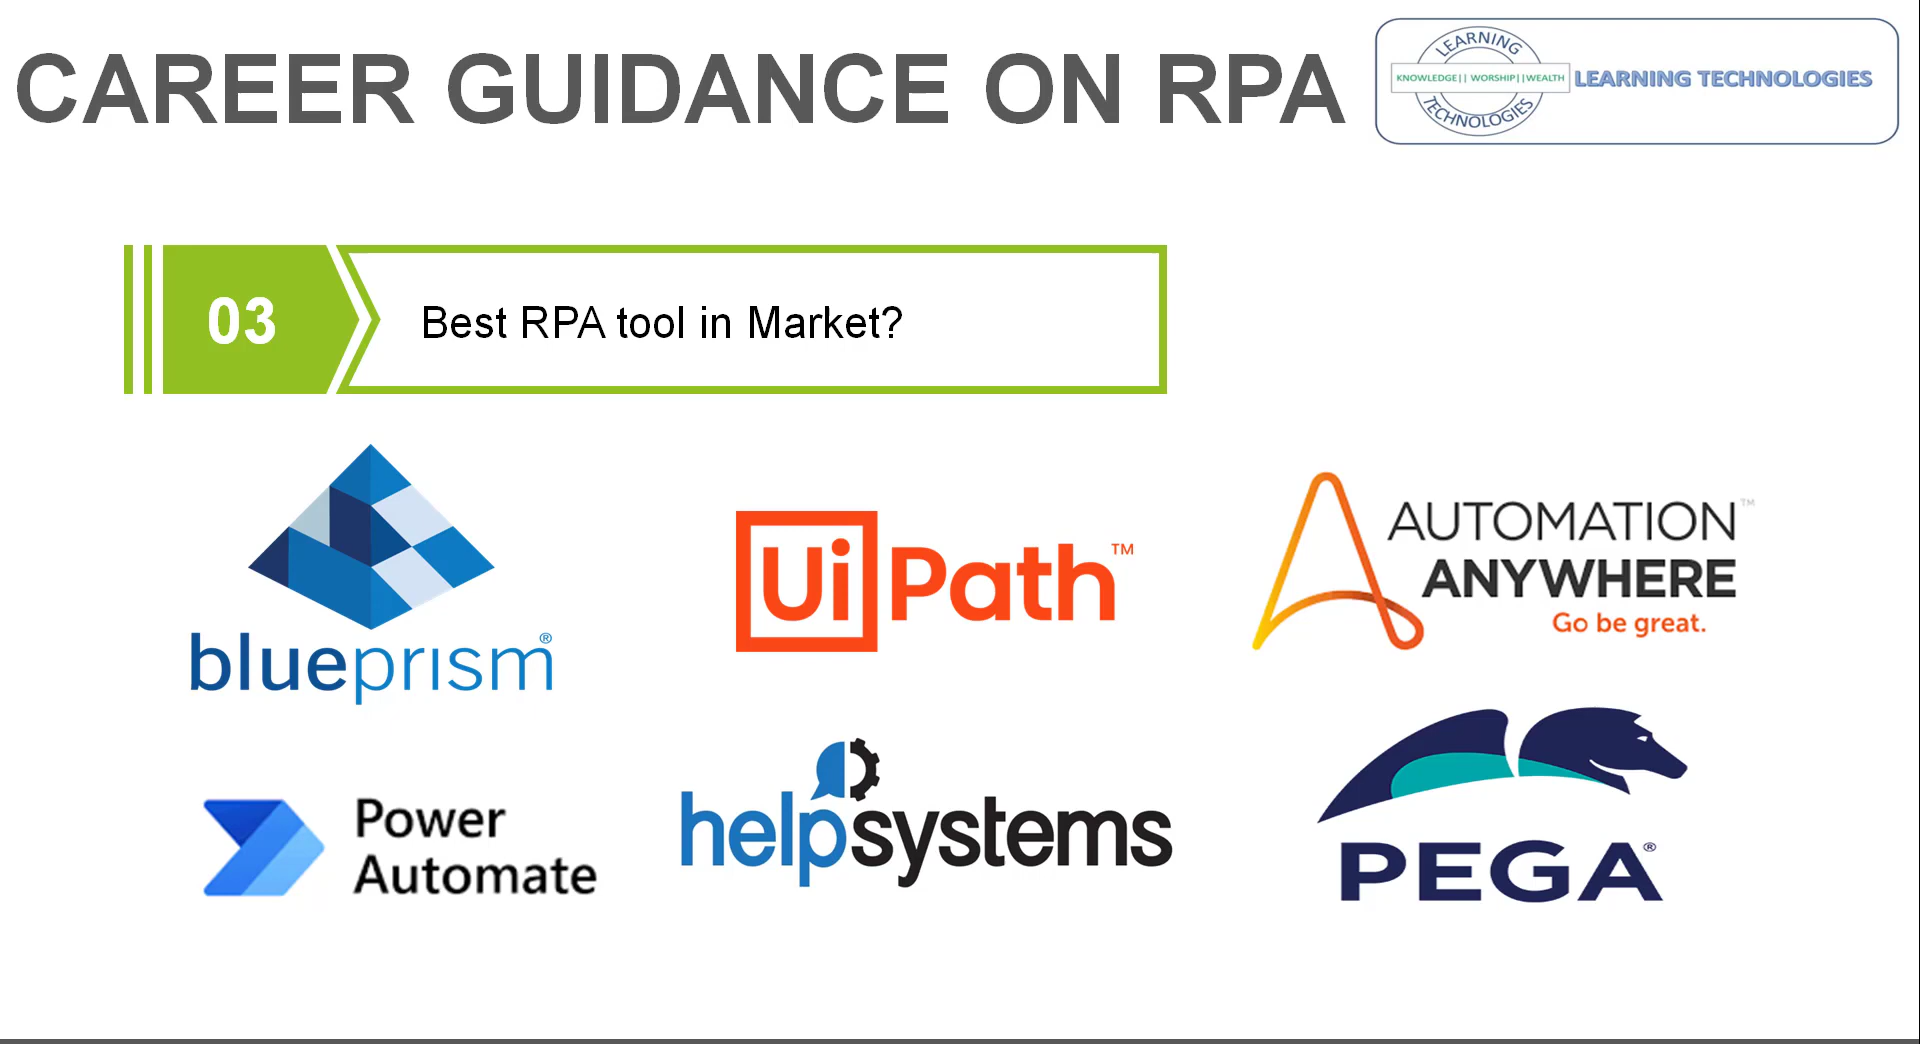 CAREER GUIDANCE ON RPA
LEARNING
KNOWLEDGE|| WORSHIP||WEALTH
TECHNOLOGIES
LEARNING TECHNOLOGIES
03
Best RPA tool in Market?
blueprism®
UiPath™
AUTOMATION™
ANYWHERE
Go be great.
Power
Automate
helpsystems
PEGA®